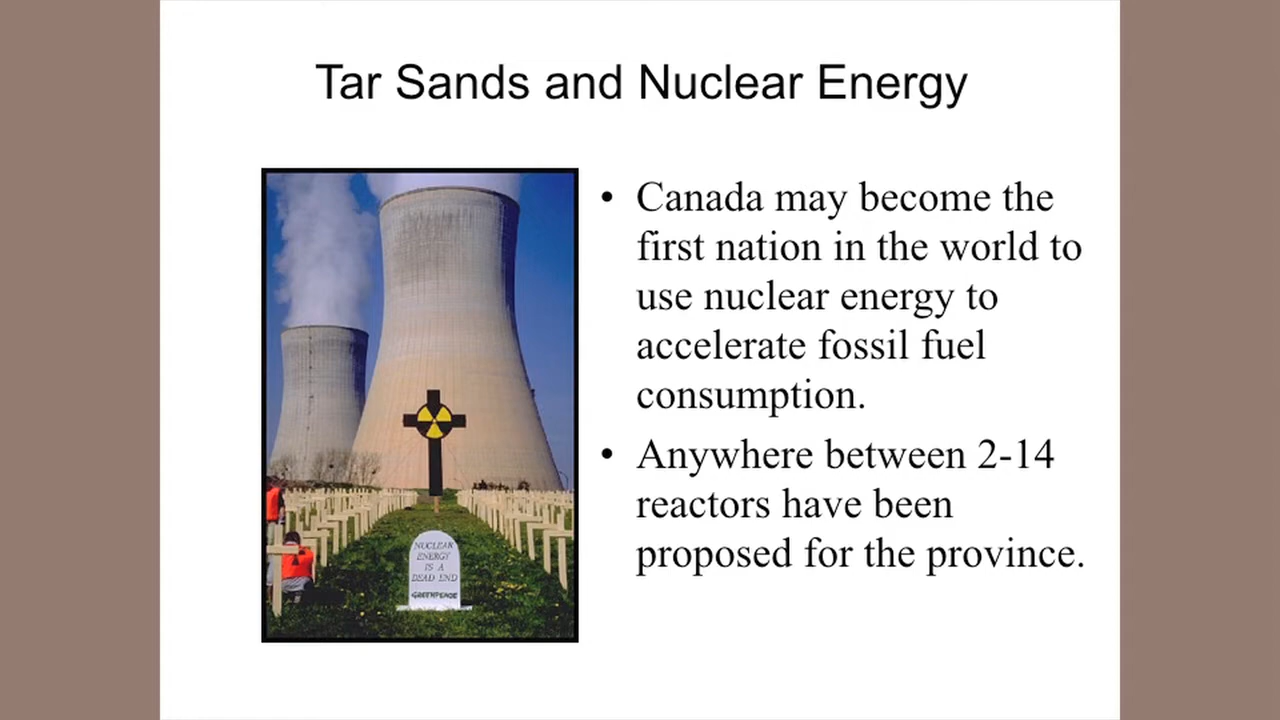 Tar Sands and Nuclear Energy
• Canada may become the
first nation in the world to
use nuclear energy to
accelerate fossil fuel
consumption.
• Anywhere between 2-14
reactors have been
proposed for the province.
NUCLEAR
ENERGY
IS A
DEAD END
GREENPEACE